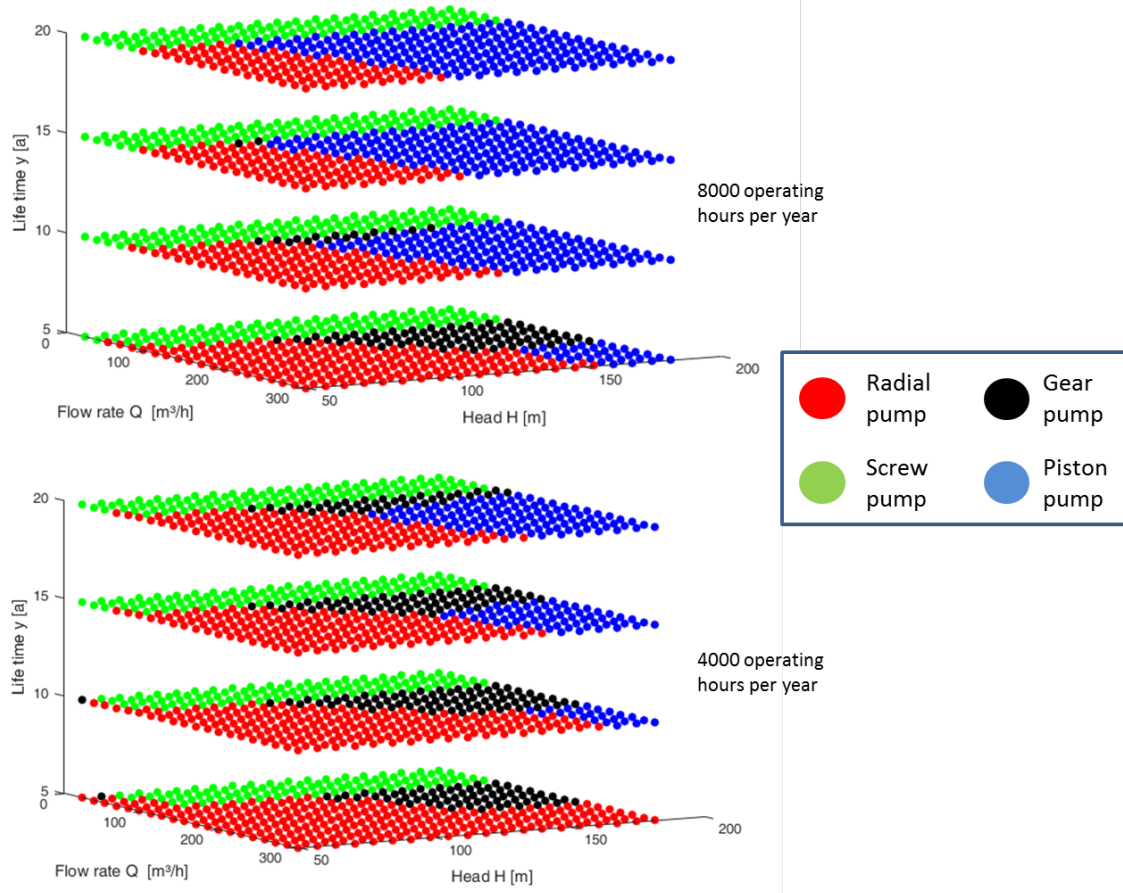 20
15
10
5
0
100
200
300
50
100
150
200
Life time y [a]
Flow rate Q [m³/h]
Head H [m]
8000 operating
hours per year
Radial
pump
Gear
pump
Screw
pump
Piston
pump
20
15
10
5
0
100
200
300
50
100
150
200
Life time y [a]
Flow rate Q [m³/h]
Head H [m]
4000 operating
hours per year